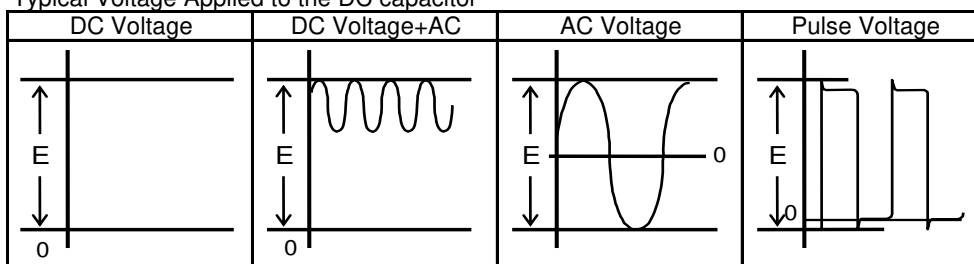 Typical Voltage Applied to the DC capacitor
DC Voltage DC Voltage+AC AC Voltage Pulse Voltage
E E E 0 E
0
0 0